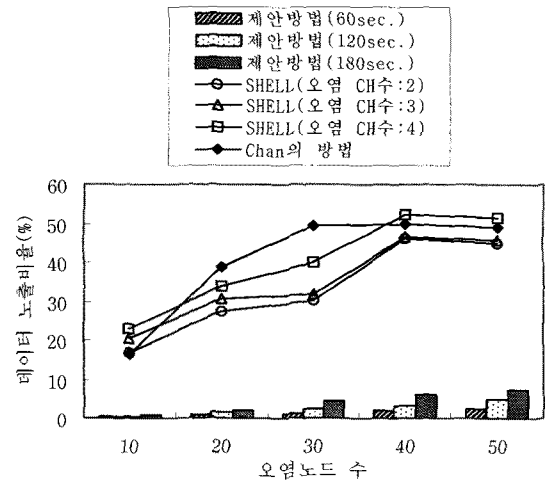 제안방법(60sec.)
제안방법(120sec.)
제안방법(180sec.)
SHELL(오염 CH수:2)
SHELL(오염 CH수:3)
SHELL(오염 CH수:4)
Chan의 방법
데이터 노출비율(%)
60
50
40
30
20
10
0
10 20 30 40 50
오염노드 수